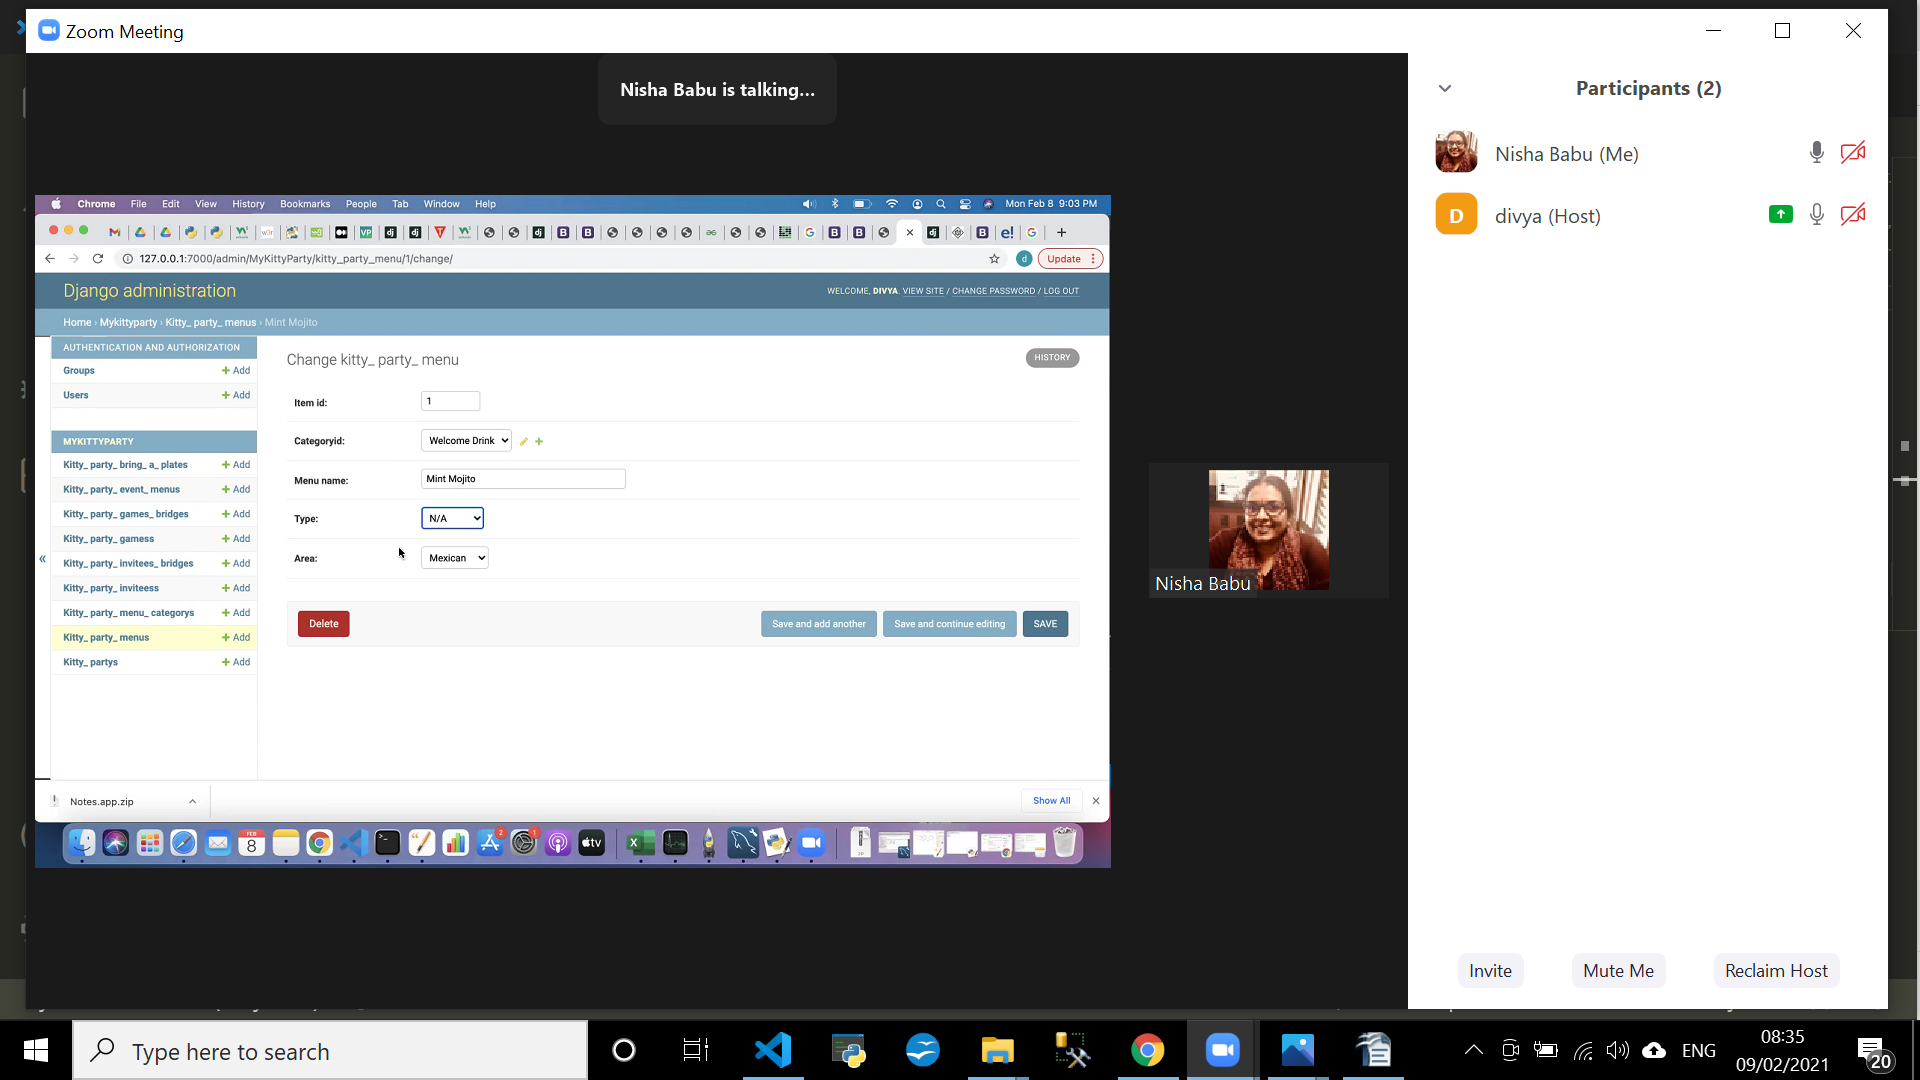 Zoom Meeting
Nisha Babu is talking...
Participants (2)
Nisha Babu (Me)
D
divya (Host)
Chrome File Edit View History Bookmarks People Tab Window Help
Mon Feb 8 9:03 PM
127.0.0.1:7000/admin/MyKittyParty/kitty_party_menu/1/change/
d
Update
Django administration
WELCOME, DIVYA. VIEW SITE / CHANGE PASSWORD / LOG OUT
Home › Mykittyparty › Kitty_ party_ menus › Mint Mojito
AUTHENTICATION AND AUTHORIZATION
Groups + Add
Users + Add
MYKITTYPARTY
Kitty_ party_ bring_ a_ plates + Add
Kitty_ party_ event_ menus + Add
Kitty_ party_ games_ bridges + Add
Kitty_ party_ gamess + Add
Kitty_ party_ invitees_ bridges + Add
Kitty_ party_ inviteess + Add
Kitty_ party_ menu_ categorys + Add
Kitty_ party_ menus + Add
Kitty_ partys + Add
«
Change kitty_ party_ menu
HISTORY
Item id: 1
Categoryid: Welcome Drink
Menu name: Mint Mojito
Type: N/A
Area: Mexican
Delete
Save and add another
Save and continue editing
SAVE
Notes.app.zip
Show All
FEB
8
2
1
tv
Nisha Babu
Invite
Mute Me
Reclaim Host
Type here to search
ENG
08:35
09/02/2021
20